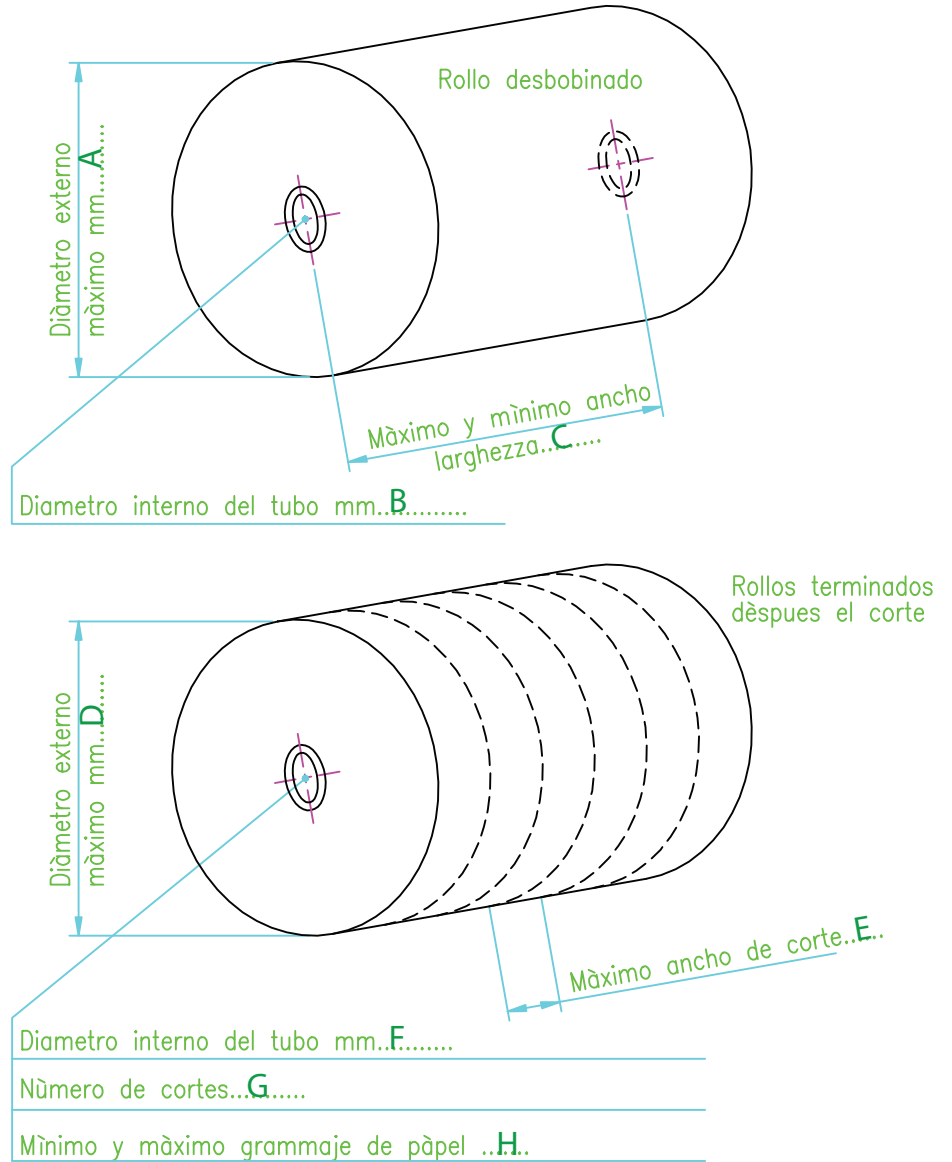 Rollo desbobinado
Diàmetro externo
màximo mm..A......
Màximo y mìnimo ancho
larghezza..C.....
Diametro interno del tubo mm..B...........
Rollos terminados
dèspues el corte
Diàmetro externo
màximo mm..D......
Màximo ancho de corte..E..
Diametro interno del tubo mm..F........
Nùmero de cortes...G.....
Mìnimo y màximo grammaje de pàpel ..H..